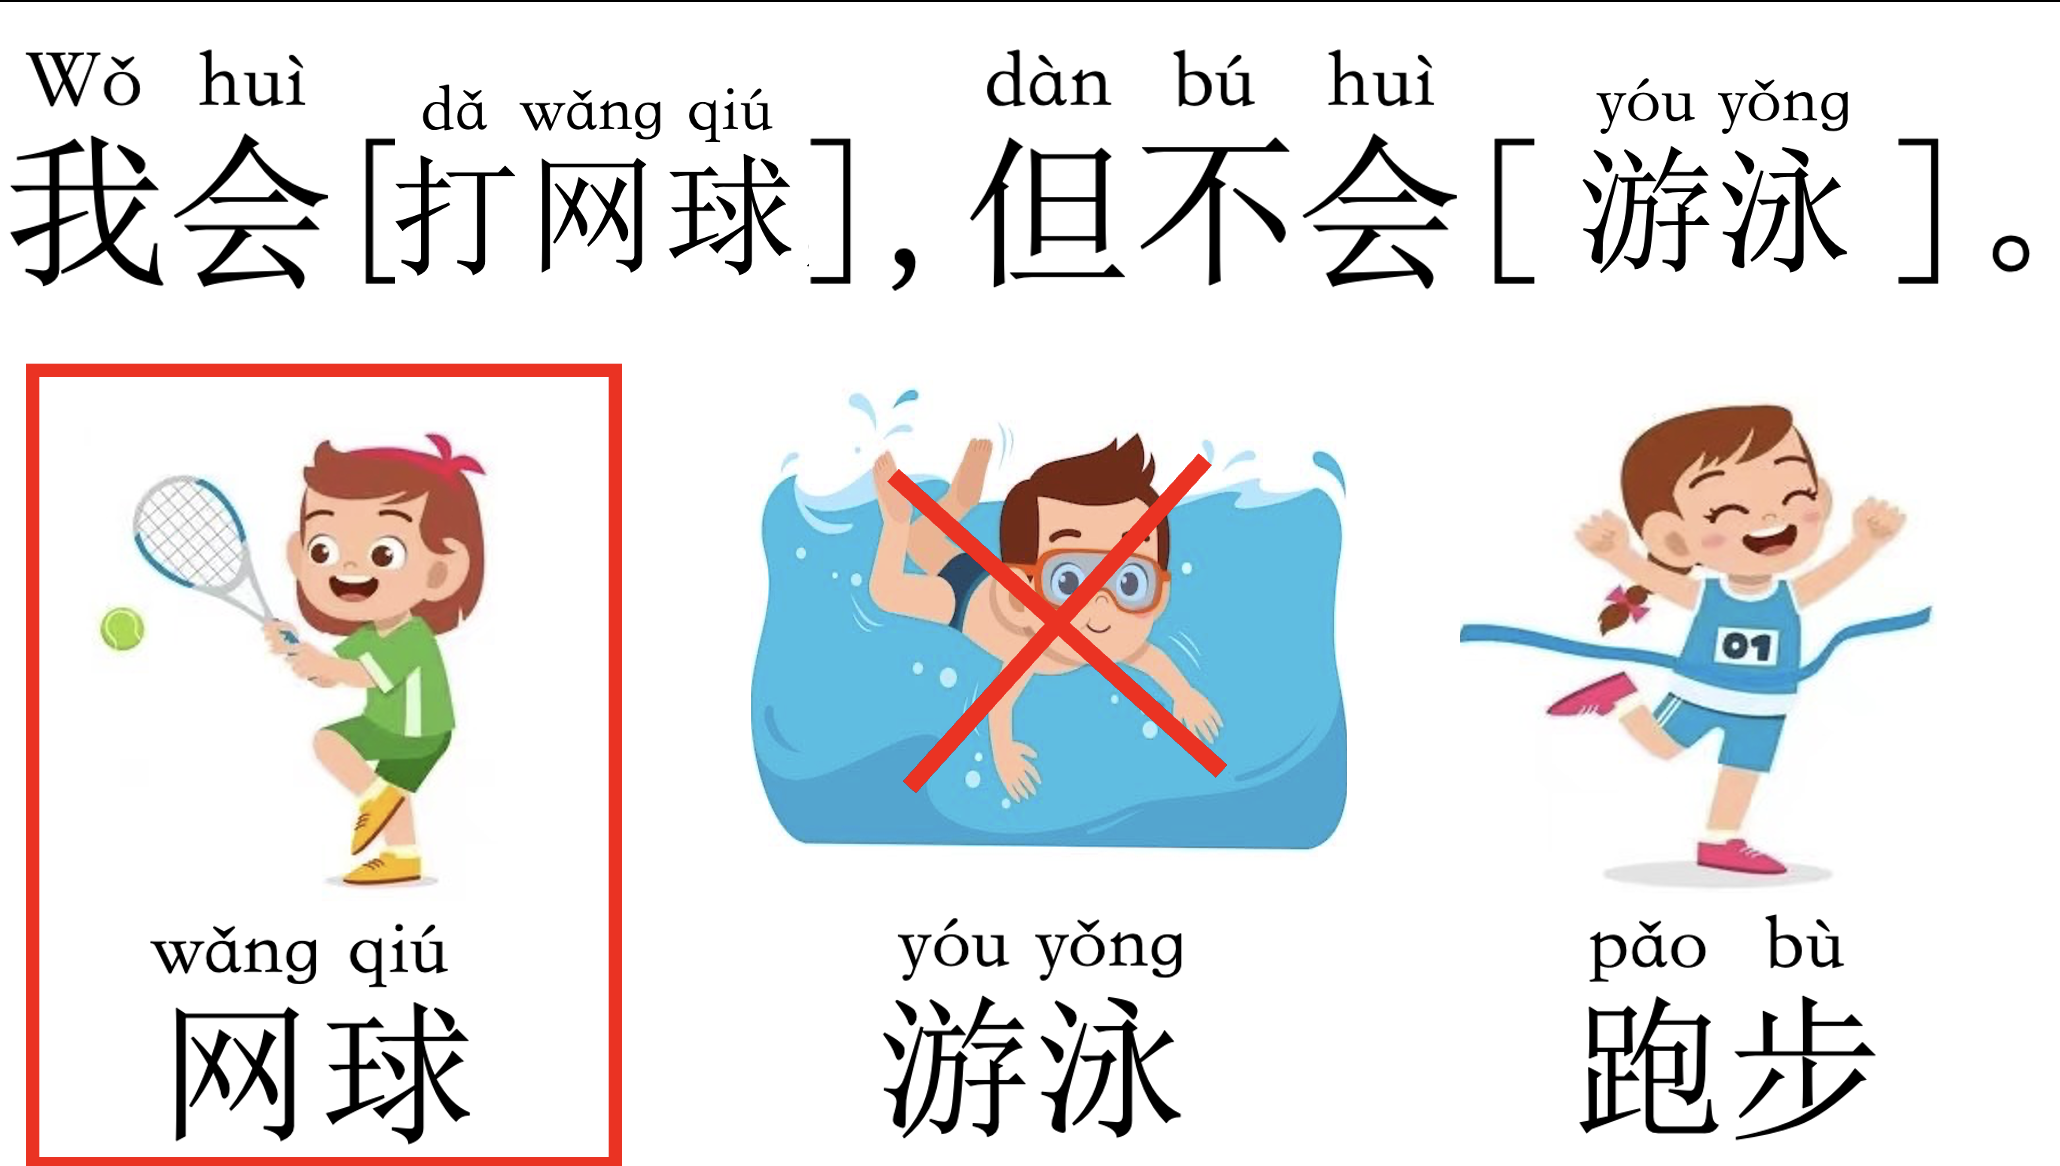 Wǒ huì dǎ wǎng qiú dàn bú huì yóu yǒng
我会[打网球],但不会[游泳]。
01
wǎng qiú yóu yǒng pǎo bù
网球 游泳 跑步